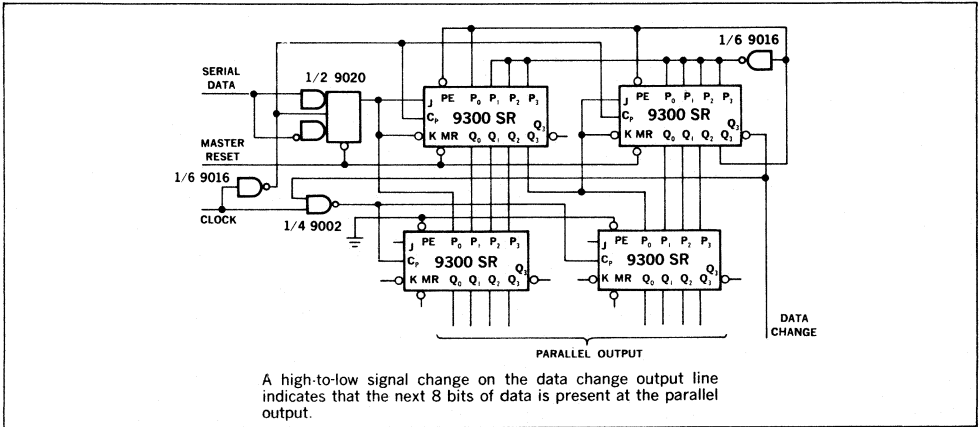 1/6 9016
SERIAL
DATA
1/2 9020
J PE P₀ P₁ P₂ P₃
Cₚ 9300 SR Q₃
K MR Q₀ Q₁ Q₂ Q₃
J PE P₀ P₁ P₂ P₃
Cₚ 9300 SR Q₃
K MR Q₀ Q₁ Q₂ Q₃
MASTER
RESET
1/6 9016
CLOCK
1/4 9002
J PE P₀ P₁ P₂ P₃
Cₚ 9300 SR Q₃
K MR Q₀ Q₁ Q₂ Q₃
J PE P₀ P₁ P₂ P₃
Cₚ 9300 SR Q₃
K MR Q₀ Q₁ Q₂ Q₃
DATA
CHANGE
PARALLEL OUTPUT
A high-to-low signal change on the data change output line
indicates that the next 8 bits of data is present at the parallel
output.